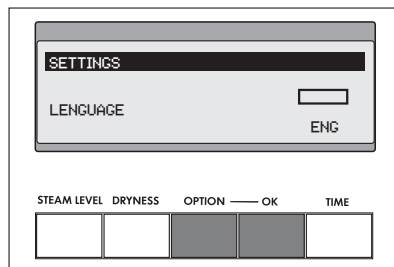 SETTINGS
LENGUAGE
ENG
STEAM LEVEL DRYNESS OPTION OK TIME